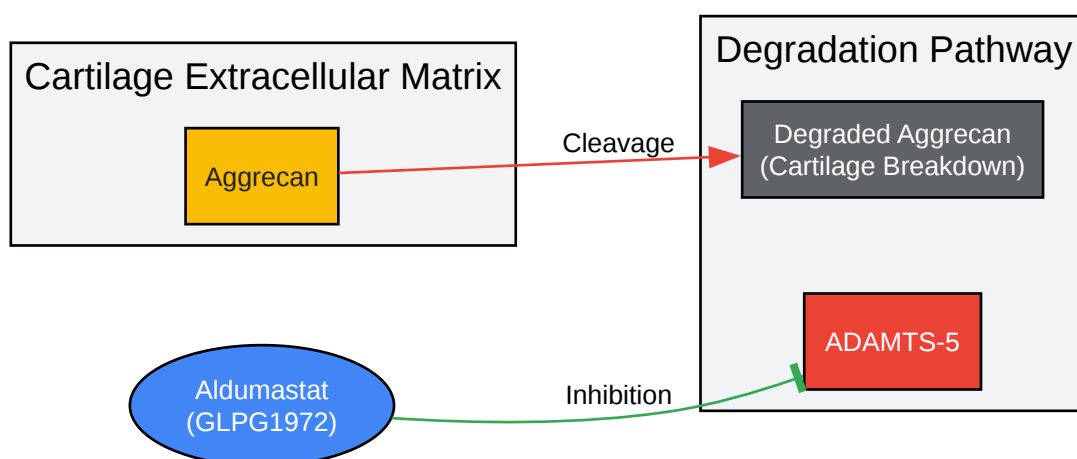 Cartilage Extracellular Matrix
Aggrecan
Cleavage
Degradation Pathway
Degraded Aggrecan
(Cartilage Breakdown)
ADAMTS-5
Aldumastat
(GLPG1972)
Inhibition